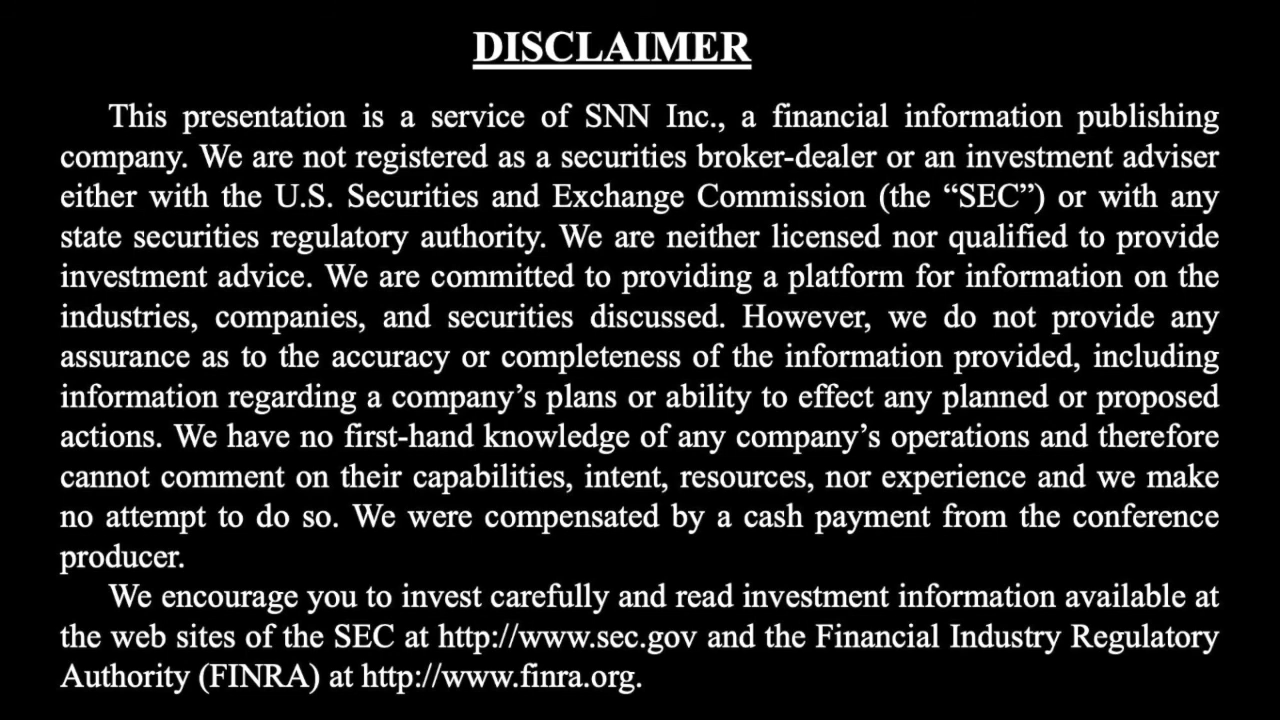 DISCLAIMER
This presentation is a service of SNN Inc., a financial information publishing
company. We are not registered as a securities broker-dealer or an investment adviser
either with the U.S. Securities and Exchange Commission (the “SEC”) or with any
state securities regulatory authority. We are neither licensed nor qualified to provide
investment advice. We are committed to providing a platform for information on the
industries, companies, and securities discussed. However, we do not provide any
assurance as to the accuracy or completeness of the information provided, including
information regarding a company’s plans or ability to effect any planned or proposed
actions. We have no first-hand knowledge of any company’s operations and therefore
cannot comment on their capabilities, intent, resources, nor experience and we make
no attempt to do so. We were compensated by a cash payment from the conference
producer.
We encourage you to invest carefully and read investment information available at
the web sites of the SEC at http://www.sec.gov and the Financial Industry Regulatory
Authority (FINRA) at http://www.finra.org.